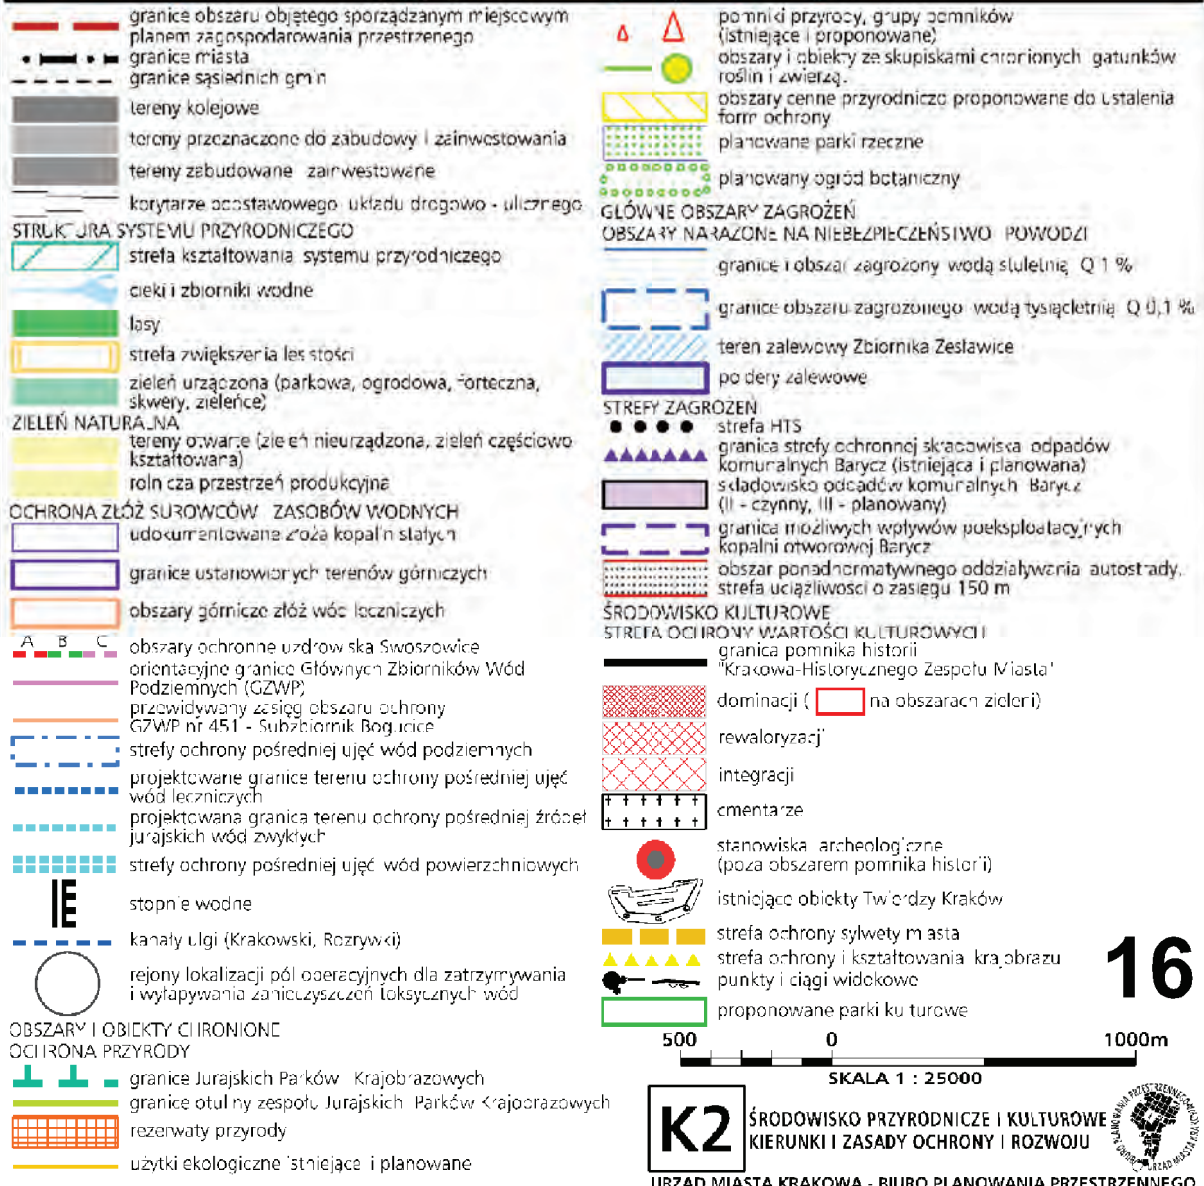 granice obszaru objętego sporządzanym miejscowym
planem zagospodarowania przestrzenego
granice miasta
granice sąsiednich gmin
tereny kolejowe
tereny przeznaczone do zabudowy i zainwestowania
tereny zabudowane zainwestowane
korytarze podstawowego układu drogowo - ulicznego
STRUKTURA SYSTEMU PRZYRODNICZEGO
strefa kształtowania systemu przyrodniczego
cieki i zbiorniki wodne
lasy
strefa zwiększenia lesistości
zieleń urządzona (parkowa, ogrodowa, forteczna,
skwery, zieleńce)
ZIELEŃ NATURALNA
tereny otwarte (zieleń nieurządzona, zieleń częściowo
kształtowana)
rolnicza przestrzeń produkcyjna
OCHRONA ZŁÓŻ SUROWCÓW ZASOBÓW WODNYCH
udokumentowane złoża kopalin stałych
granice ustanowionych terenów górniczych
obszary górnicze złóż wód leczniczych
A B C
obszary ochronne uzdrowiska Swoszowice
orientacyjne granice Głównych Zbiorników Wód
Podziemnych (GZWP)
przewidywany zasięg obszaru ochrony
GZWP nr 451 - Subzbiornik Bogucice
strefy ochrony pośredniej ujęć wód podziemnych
projektowane granice terenu ochrony pośredniej ujęć
wód leczniczych
projektowana granica terenu ochrony pośredniej źródeł
jurajskich wód zwykłych
strefy ochrony pośredniej ujęć wód powierzchniowych
stopnie wodne
kanały ulgi (Krakowski, Rozrywki)
rejony lokalizacji pól operacyjnych dla zatrzymywania
i wyłapywania zanieczyszczeń toksycznych wód
OBSZARY I OBIEKTY CHRONIONE
OCHRONA PRZYRODY
granice Jurajskich Parków Krajobrazowych
granice otuliny zespołu Jurajskich Parków Krajobrazowych
rezerwaty przyrody
użytki ekologiczne istniejące i planowane
pomniki przyrody, grupy pomników
(istniejące i proponowane)
obszary i obiekty ze skupiskami chronionych gatunków
roślin i zwierząt
obszary cenne przyrodniczo proponowane do ustalenia
form ochrony
planowane parki rzeczne
planowany ogród botaniczny
GŁÓWNE OBSZARY ZAGROŻEŃ
OBSZARY NARAŻONE NA NIEBEZPIECZEŃSTWO POWODZI
granice i obszar zagrożony wodą stuletnią Q 1 %
granice obszaru zagrożonego wodą tysiącletnią Q 0,1 %
teren zalewowy Zbiornika Zesławice
poldery zalewowe
STREFY ZAGROŻEŃ
strefa HTS
granica strefy ochronnej składowiska odpadów
komunalnych Barycz (istniejąca i planowana)
składowisko odpadów komunalnych Barycz
(II - czynny, III - planowany)
granica możliwych wpływów poeksploatacyjnych
kopalni otworowej Barycz
obszar ponadnormatywnego oddziaływania autostrady,
strefa uciążliwości o zasięgu 150 m
ŚRODOWISKO KULTUROWE
STREFA OCHRONY WARTOŚCI KULTUROWYCH
granica pomnika historii
"Krakowa-Historycznego Zespołu Miasta"
dominacji ( na obszarach zieleni)
rewaloryzacji
integracji
cmentarze
stanowiska archeologiczne
(poza obszarem pomnika historii)
istniejące obiekty Twierdzy Kraków
strefa ochrony sylwety miasta
strefa ochrony i kształtowania krajobrazu
punkty i ciągi widokowe
proponowane parki kulturowe
16
500 0 1000m
SKALA 1 : 25000
K2
ŚRODOWISKO PRZYRODNICZE I KULTUROWE
KIERUNKI I ZASADY OCHRONY I ROZWOJU
URZĄD MIASTA KRAKOWA - BIURO PLANOWANIA PRZESTRZENNEGO